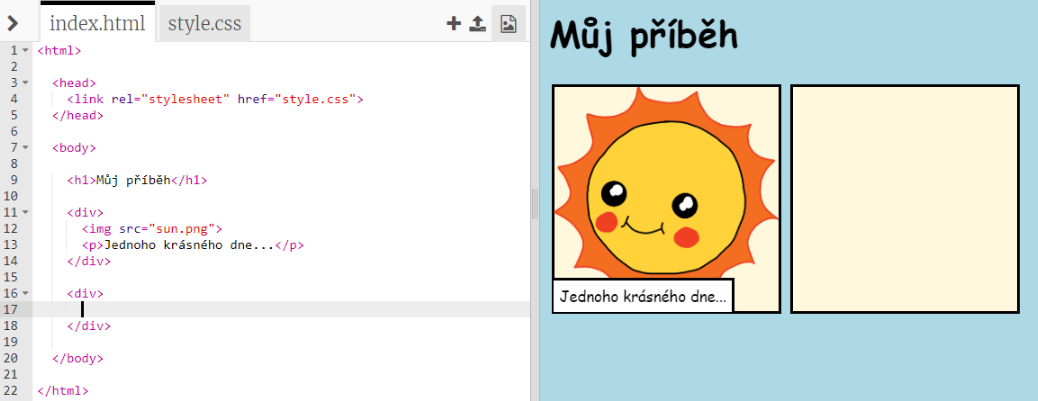 index.html
style.css
1 <html>
2
3 <head>
4 <link rel="stylesheet" href="style.css">
5 </head>
6
7 <body>
8
9 <h1>Můj příběh</h1>
10
11 <div>
12 <img src="sun.png">
13 <p>Jednoho krásného dne...</p>
14 </div>
15
16 <div>
17
18 </div>
19
20 </body>
21
22 </html>
Můj příběh
Jednoho krásného dne...